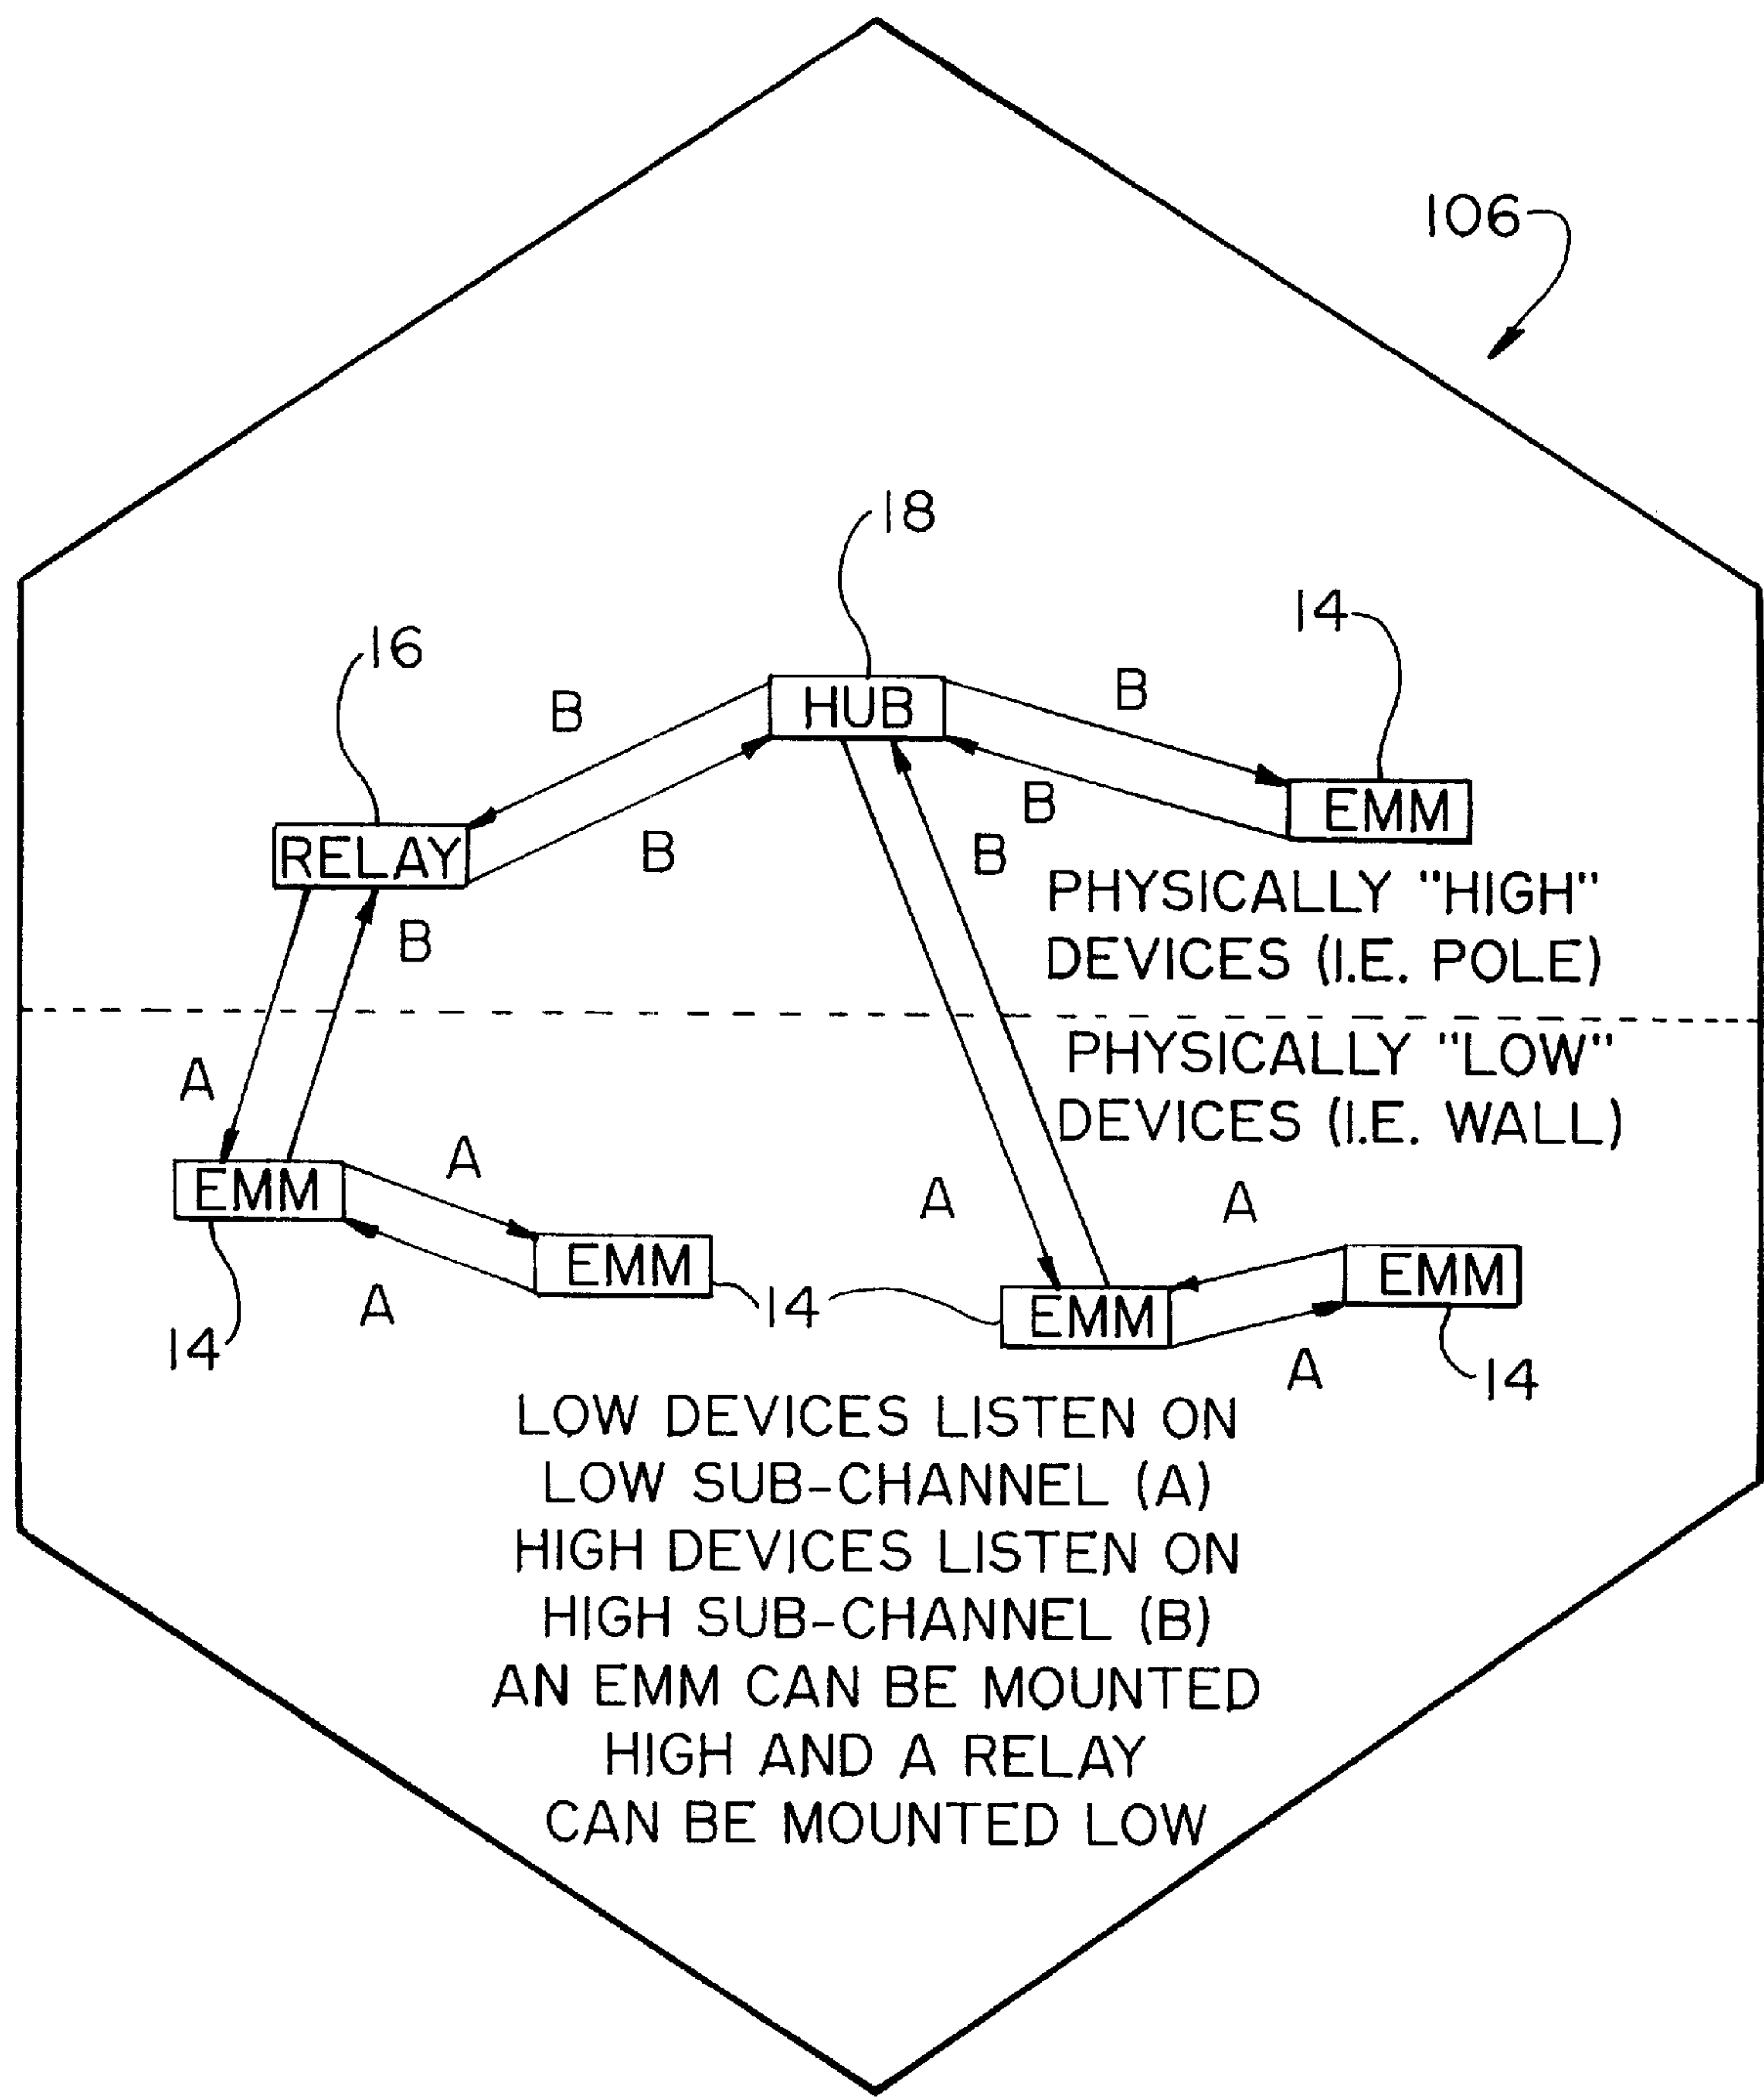 106
18
14
16
B
HUB
B
B
EMM
B
B
RELAY
B
PHYSICALLY "HIGH"
DEVICES (I.E. POLE)
PHYSICALLY "LOW"
DEVICES (I.E. WALL)
A
A
A
A
EMM
EMM
EMM
EMM
A
14
14
A
14
LOW DEVICES LISTEN ON
LOW SUB-CHANNEL (A)
HIGH DEVICES LISTEN ON
HIGH SUB-CHANNEL (B)
AN EMM CAN BE MOUNTED
HIGH AND A RELAY
CAN BE MOUNTED LOW